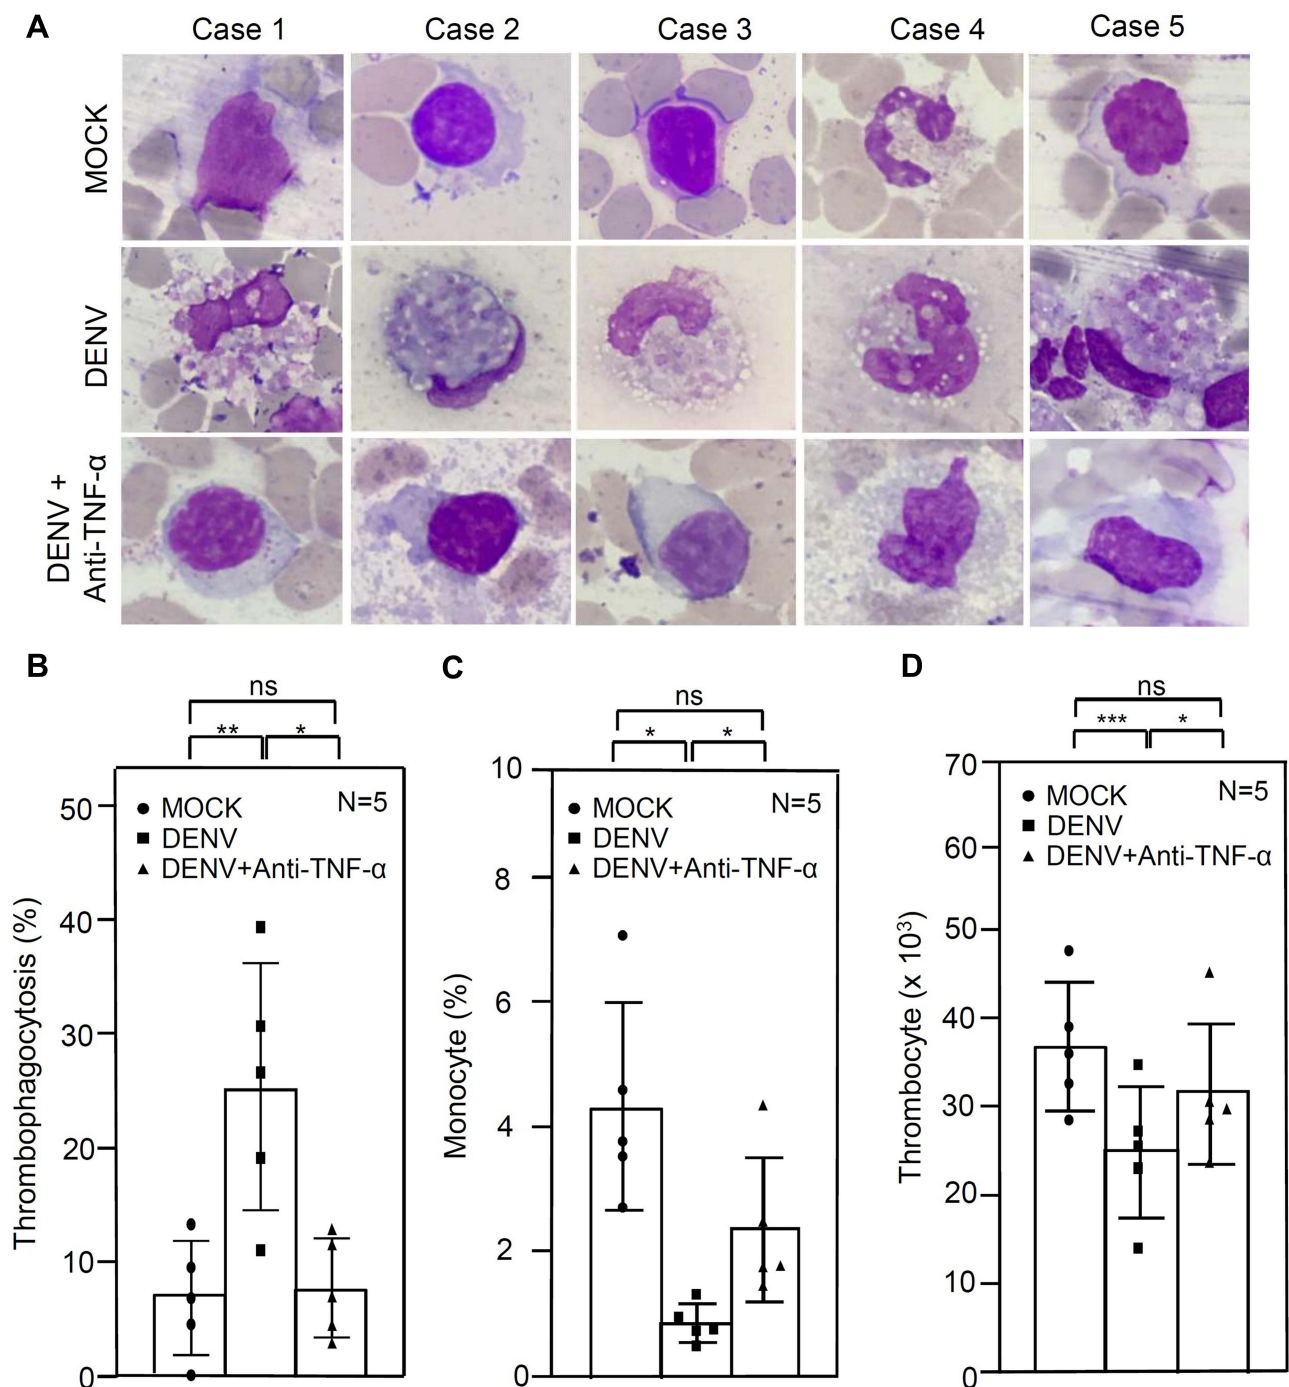 A
Case 1 Case 2 Case 3 Case 4 Case 5
MOCK
DENV
DENV +
Anti-TNF-α
B
ns
** *
N=5
MOCK
DENV
DENV+Anti-TNF-α
Thrombophagocytosis (%)
50
40
30
20
10
0
C
ns
* *
N=5
MOCK
DENV
DENV+Anti-TNF-α
Monocyte (%)
10
8
6
4
2
0
D
ns
*** *
N=5
MOCK
DENV
DENV+Anti-TNF-α
Thrombocyte (x 10³)
70
60
50
40
30
20
10
0